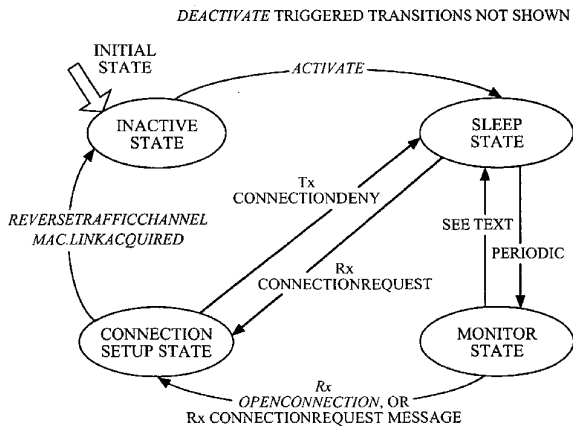 DEACTIVATE TRIGGERED TRANSITIONS NOT SHOWN
INITIAL
STATE
ACTIVATE
INACTIVE
STATE
SLEEP
STATE
Tx
CONNECTIONDENY
REVERSETRAFFICCHANNEL
MAC.LINKACQUIRED
SEE TEXT
PERIODIC
Rx
CONNECTIONREQUEST
CONNECTION
SETUP STATE
MONITOR
STATE
Rx
OPENCONNECTION, OR
Rx CONNECTIONREQUEST MESSAGE